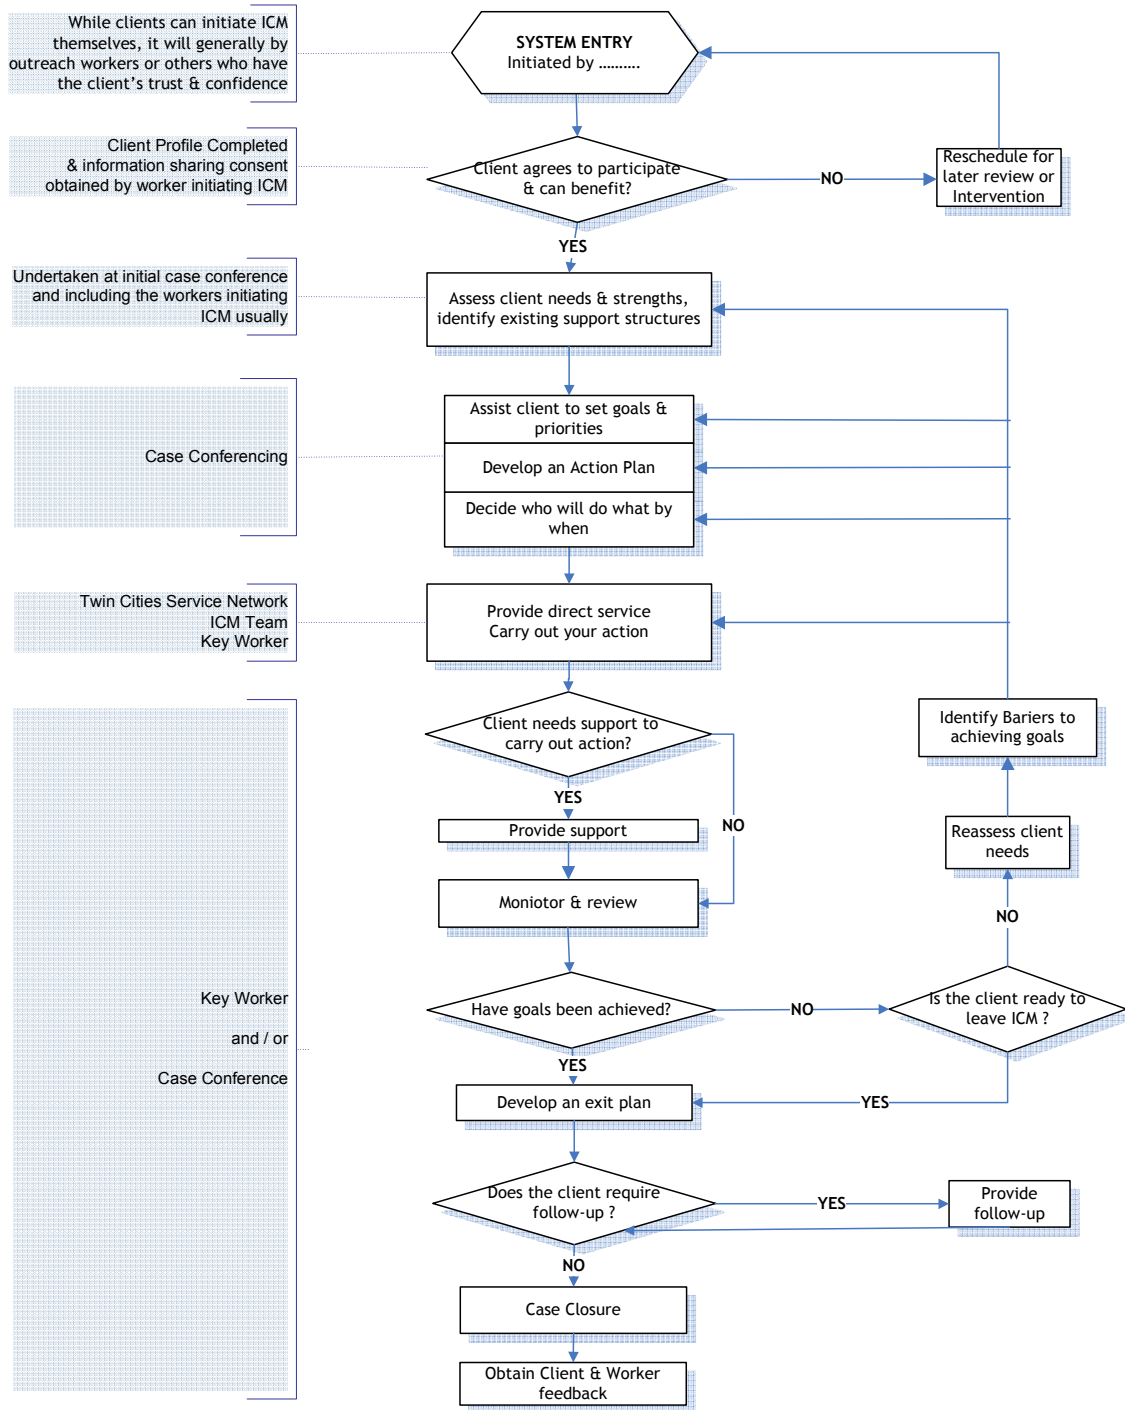 While clients can initiate ICM
themselves, it will generally by
outreach workers or others who have
the client's trust & confidence
SYSTEM ENTRY
Initiated by ..........
Client Profile Completed
& information sharing consent
obtained by worker initiating ICM
Client agrees to participate
& can benefit?
NO
Reschedule for
later review or
Intervention
YES
Undertaken at initial case conference
and including the workers initiating
ICM usually
Assess client needs & strengths,
identify existing support structures
Case Conferencing
Assist client to set goals &
priorities
Develop an Action Plan
Decide who will do what by
when
Twin Cities Service Network
ICM Team
Key Worker
Provide direct service
Carry out your action
Client needs support to
carry out action?
YES
NO
Provide support
Moniotor & review
Identify Bariers to
achieving goals
Reassess client
needs
NO
Key Worker
and / or
Case Conference
Have goals been achieved?
NO
Is the client ready to
leave ICM ?
YES
Develop an exit plan
YES
Does the client require
follow-up ?
YES
Provide
follow-up
NO
Case Closure
Obtain Client & Worker
feedback